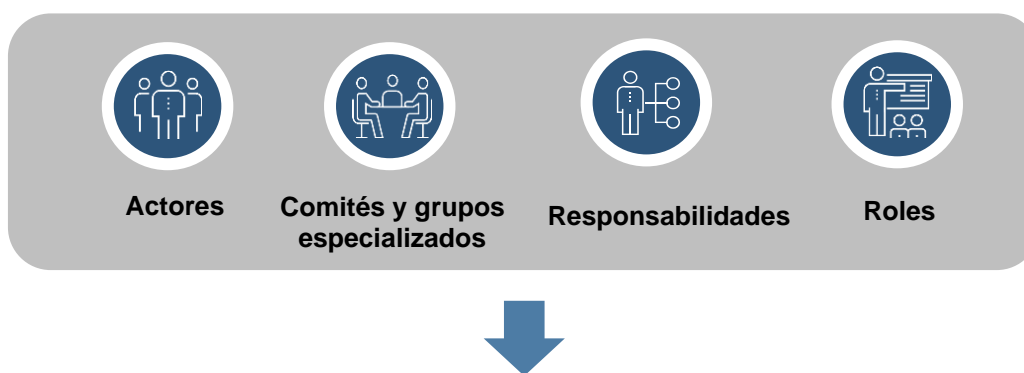 Actores
Comités y grupos
especializados
Responsabilidades
Roles